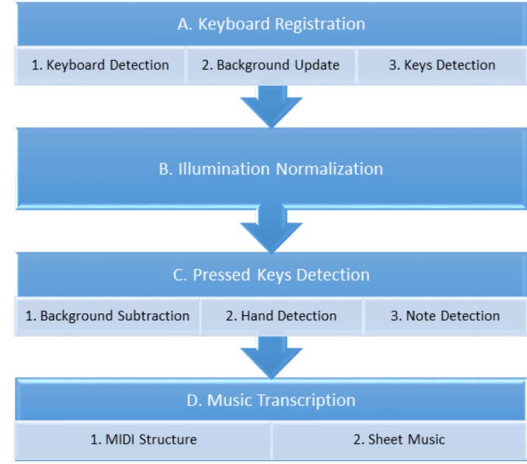 A. Keyboard Registration
1. Keyboard Detection
2. Background Update
3. Keys Detection
B. Illumination Normalization
C. Pressed Keys Detection
1. Background Subtraction
2. Hand Detection
3. Note Detection
D. Music Transcription
1. MIDI Structure
2. Sheet Music